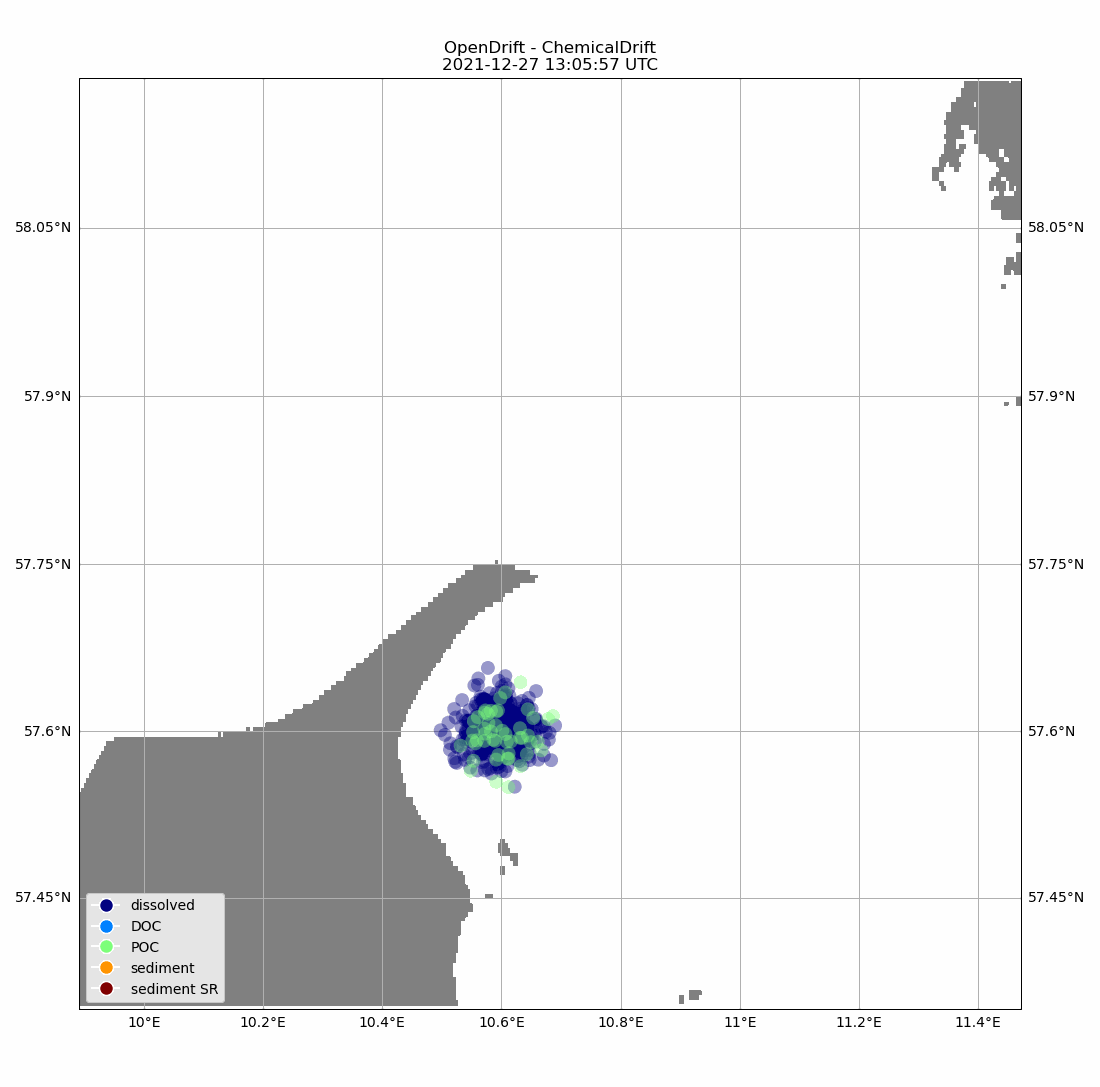 OpenDrift - ChemicalDrift
2021-12-27 13:05:57 UTC
58.05°N
58.05°N
57.9°N
57.9°N
57.75°N
57.75°N
57.6°N
57.6°N
57.45°N
57.45°N
dissolved
DOC
POC
sediment
sediment SR
10°E
10.2°E
10.4°E
10.6°E
10.8°E
11°E
11.2°E
11.4°E